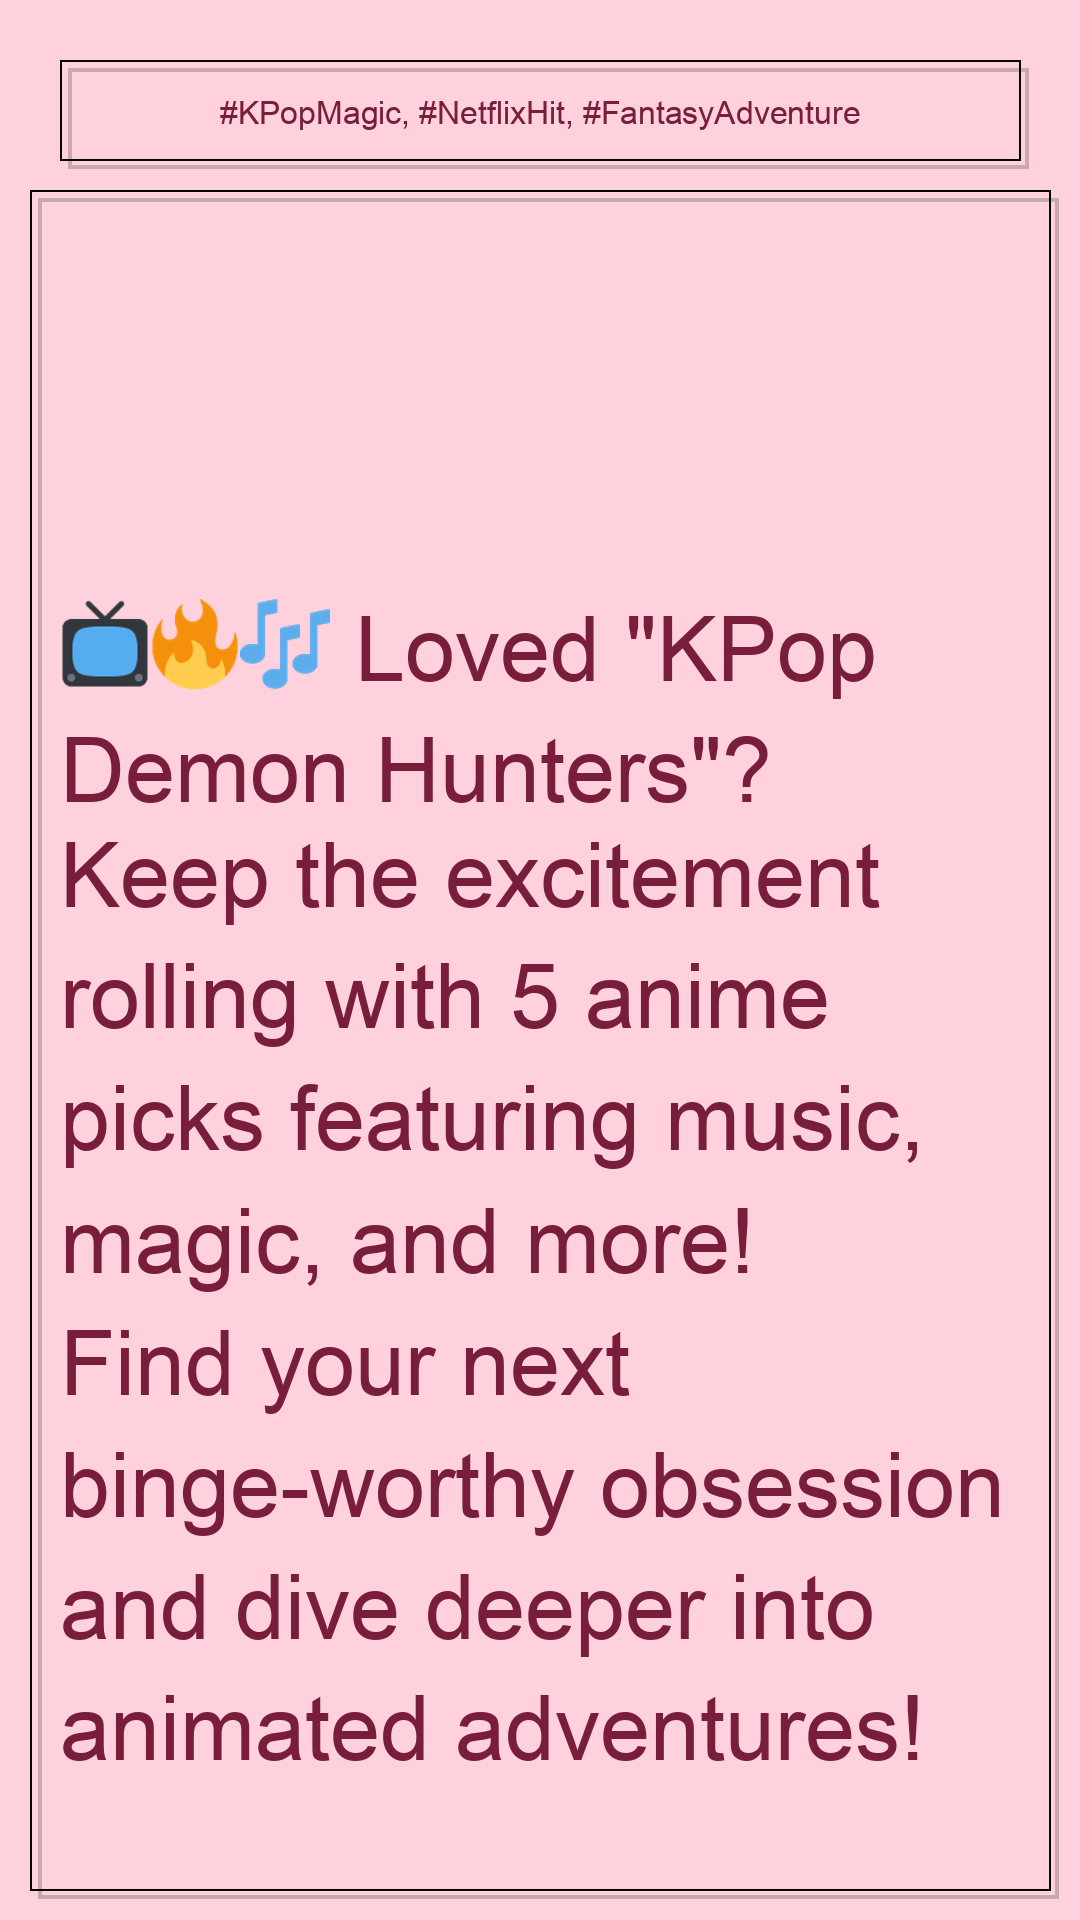 #KPopMagic, #NetflixHit, #FantasyAdventure
📺🔥🎶 Loved "KPop
Demon Hunters"?
Keep the excitement
rolling with 5 anime
picks featuring music,
magic, and more!
Find your next
binge-worthy obsession
and dive deeper into
animated adventures!